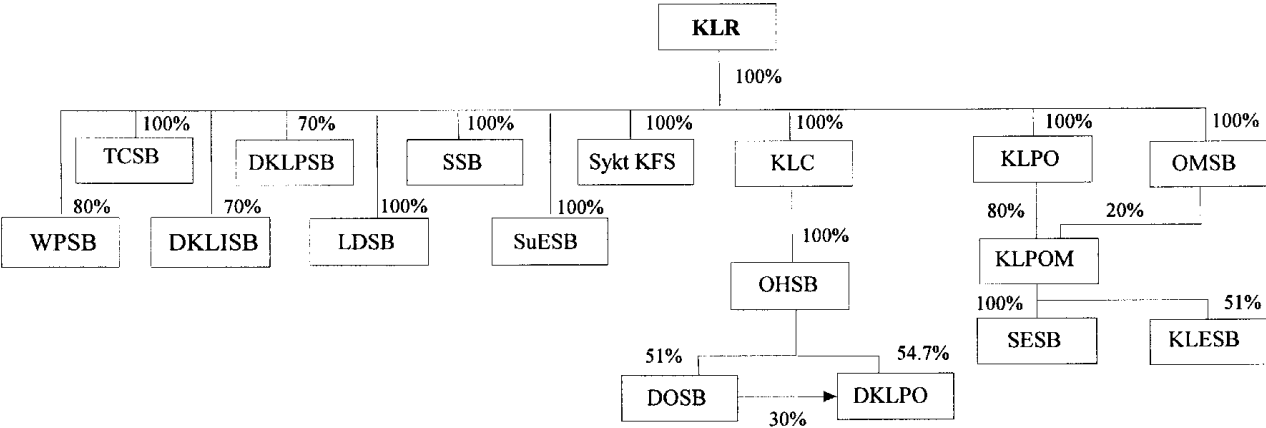 KLR
100%
100% 70% 100% 100% 100% 100% 100%
TCSB DKLPSB SSB Sykt KFS KLC KLPO OMSB
80% 70% 100% 100% 80% 20%
WPSB DKLISB LDSB SuESB
100% KLPOM
OHSB 100% 51%
SESB KLESB
51% 54.7%
DOSB DKLPO
30%